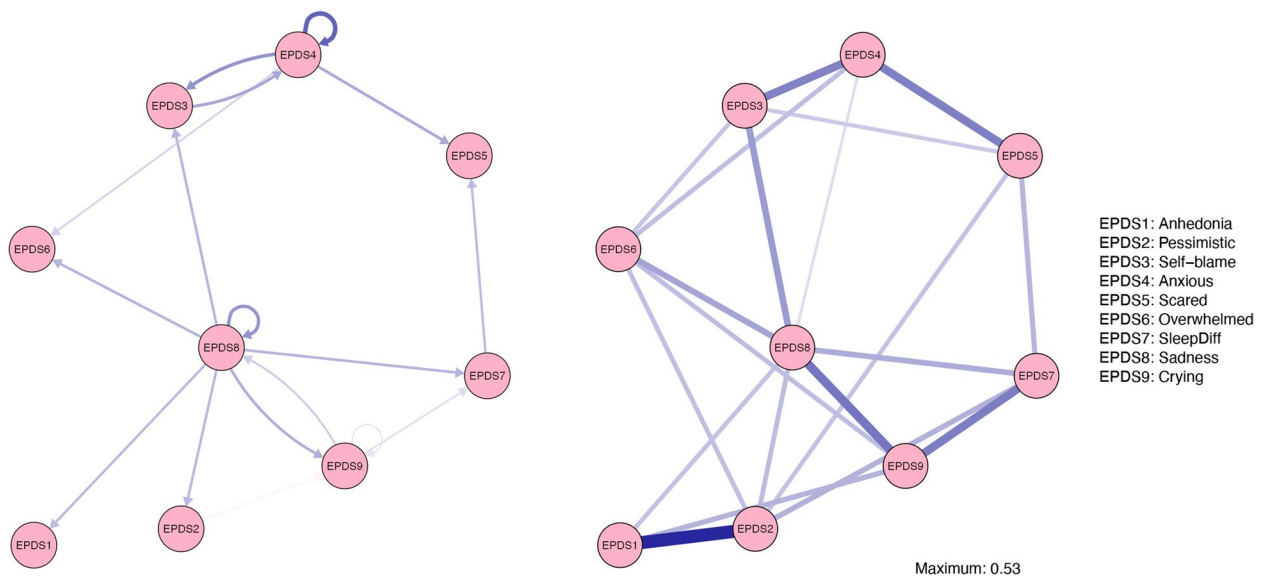 EPDS4
EPDS3
EPDS5
EPDS6
EPDS8
EPDS7
EPDS9
EPDS2
EPDS1
EPDS4
EPDS3
EPDS5
EPDS6
EPDS8
EPDS7
EPDS9
EPDS2
EPDS1
Maximum: 0.53
EPDS1: Anhedonia
EPDS2: Pessimistic
EPDS3: Self−blame
EPDS4: Anxious
EPDS5: Scared
EPDS6: Overwhelmed
EPDS7: SleepDiff
EPDS8: Sadness
EPDS9: Crying